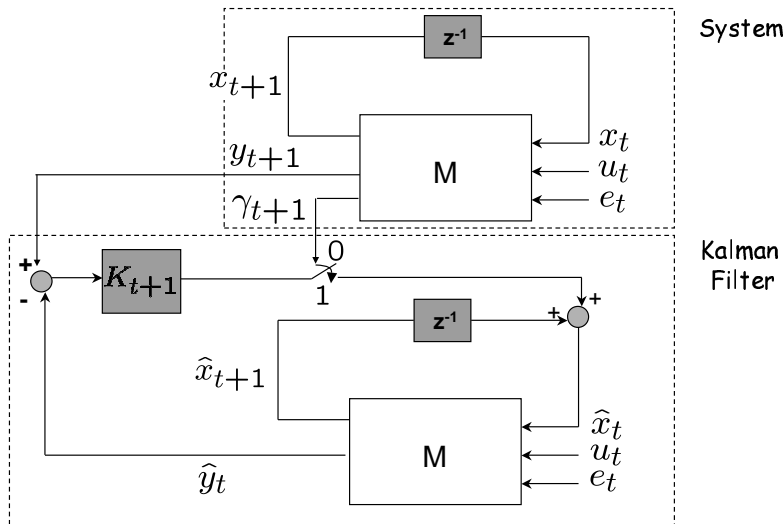 System
z⁻¹
x_{t+1}
x_t
y_{t+1}
M
u_t
γ_{t+1}
e_t
Kalman
Filter
0
+
K_{t+1}
-
1
+
z⁻¹
+
x̂_{t+1}
x̂_t
M
u_t
ŷ_t
e_t